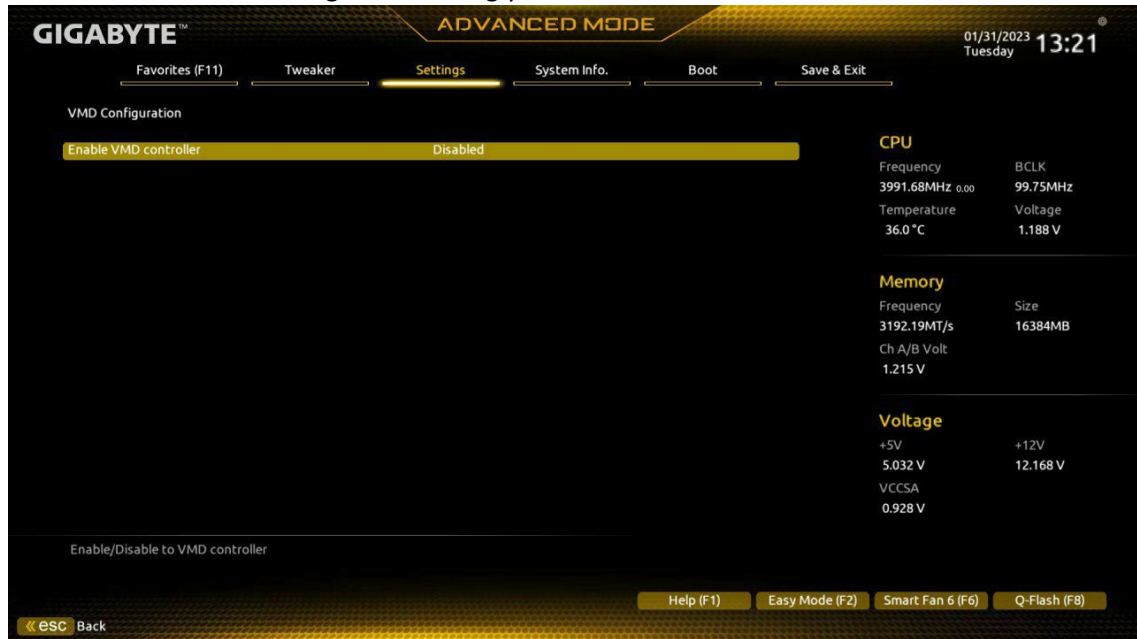 GIGABYTE™
ADVANCED MODE
01/31/2023
Tuesday
13:21
Favorites (F11) Tweaker Settings System Info. Boot Save & Exit
VMD Configuration
Enable VMD controller Disabled
CPU
Frequency BCLK
3991.68MHz 0.00 99.75MHz
Temperature Voltage
36.0 °C 1.188 V
Memory
Frequency Size
3192.19MT/s 16384MB
Ch A/B Volt
1.215 V
Voltage
+5V +12V
5.032 V 12.168 V
VCCSA
0.928 V
Enable/Disable to VMD controller
Help (F1) Easy Mode (F2) Smart Fan 6 (F6) Q-Flash (F8)
esc Back